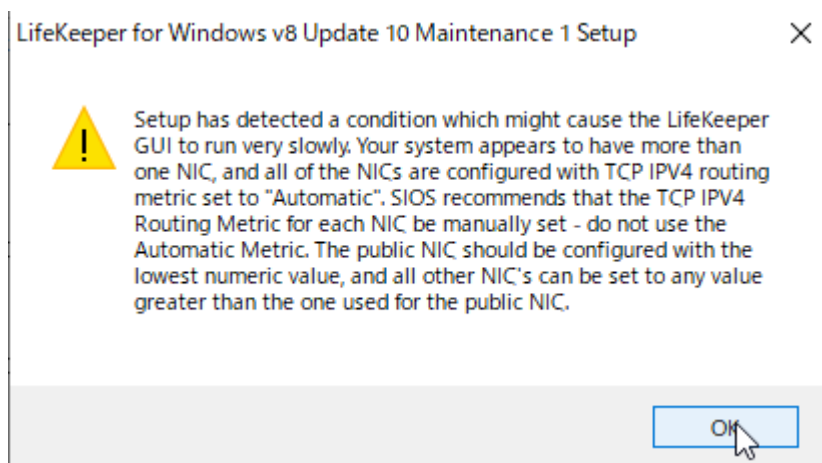 LifeKeeper for Windows v8 Update 10 Maintenance 1 Setup
Setup has detected a condition which might cause the LifeKeeper
GUI to run very slowly. Your system appears to have more than
one NIC, and all of the NICs are configured with TCP IPV4 routing
metric set to "Automatic". SIOS recommends that the TCP IPV4
Routing Metric for each NIC be manually set - do not use the
Automatic Metric. The public NIC should be configured with the
lowest numeric value, and all other NIC's can be set to any value
greater than the one used for the public NIC.
OK